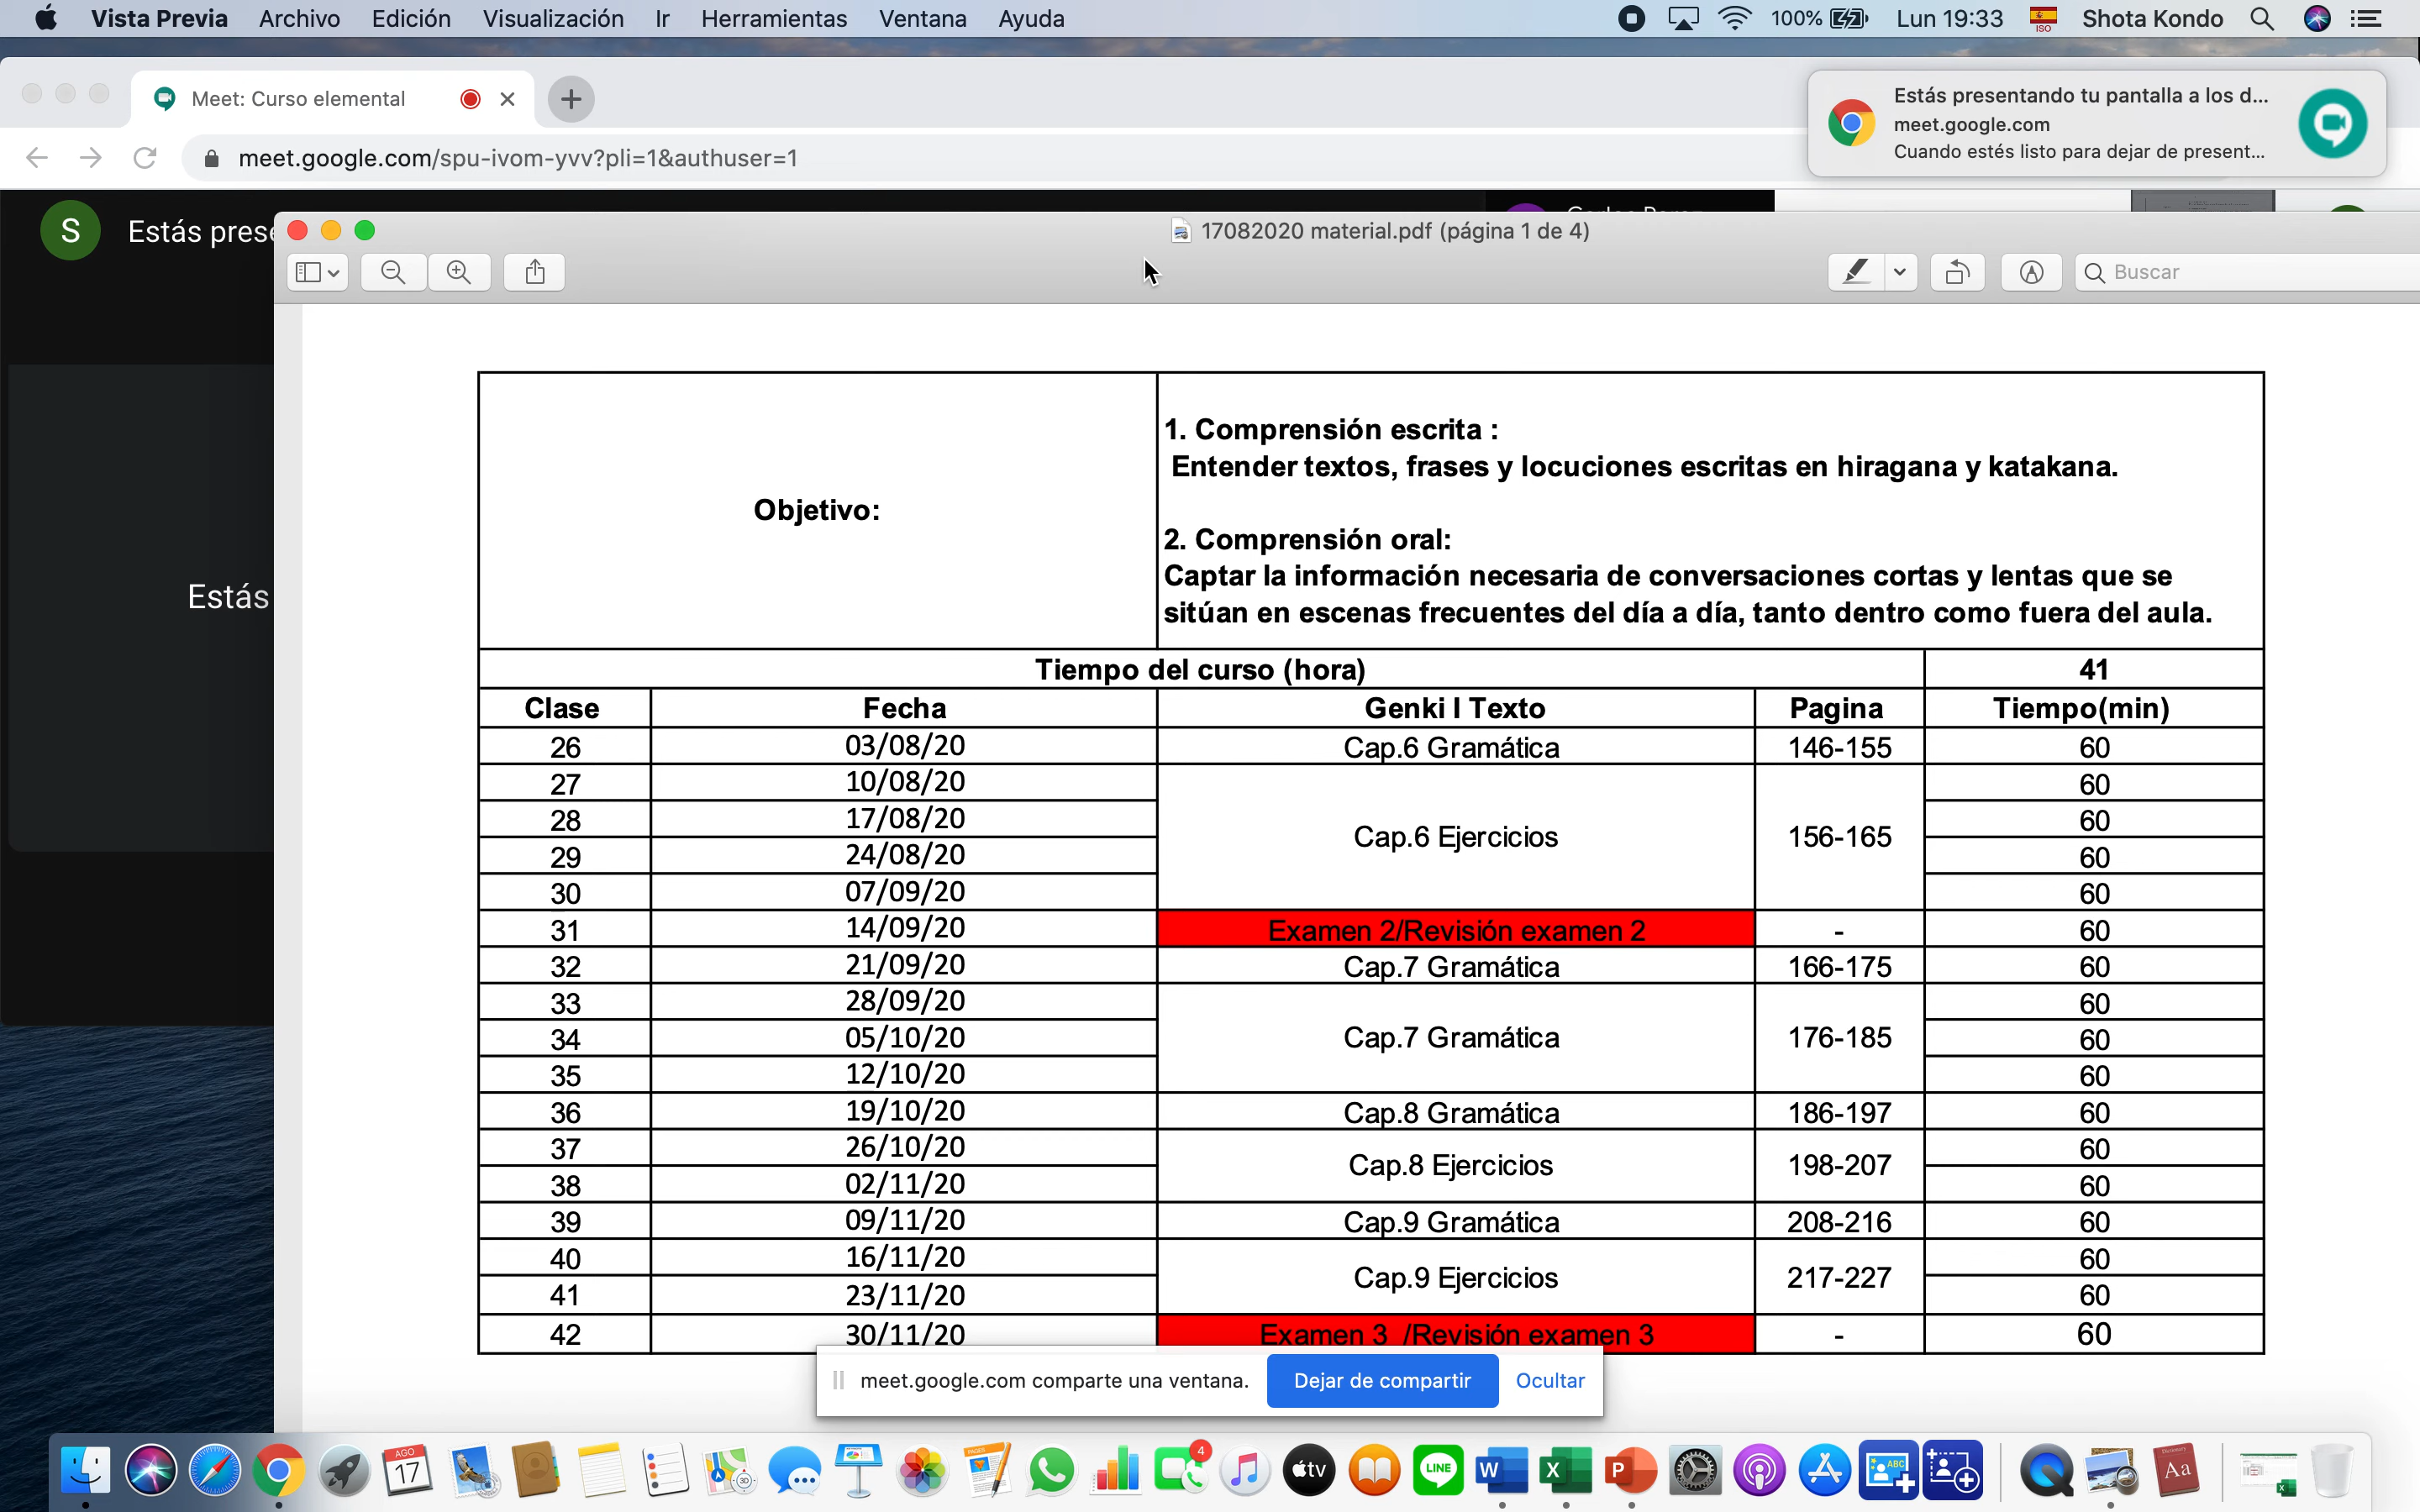 Vista Previa Archivo Edición Visualización Ir Herramientas Ventana Ayuda 100% Lun 19:33 ISO Shota Kondo
Meet: Curso elemental
Estás presentando tu pantalla a los d...
meet.google.com
Cuando estés listo para dejar de present...
meet.google.com/spu-ivom-yvv?pli=1&authuser=1
S Estás prese
17082020 material.pdf (página 1 de 4)
Buscar
Estás
Objetivo:
1. Comprensión escrita :
Entender textos, frases y locuciones escritas en hiragana y katakana.
2. Comprensión oral:
Captar la información necesaria de conversaciones cortas y lentas que se
sitúan en escenas frecuentes del día a día, tanto dentro como fuera del aula.
Tiempo del curso (hora) 41
Clase Fecha Genki I Texto Pagina Tiempo(min)
26 03/08/20 Cap.6 Gramática 146-155 60
27 10/08/20 60
28 17/08/20 60
Cap.6 Ejercicios 156-165
29 24/08/20 60
30 07/09/20 60
31 14/09/20 Examen 2/Revisión examen 2 - 60
32 21/09/20 Cap.7 Gramática 166-175 60
33 28/09/20 60
34 05/10/20 Cap.7 Gramática 176-185 60
35 12/10/20 60
36 19/10/20 Cap.8 Gramática 186-197 60
37 26/10/20 60
Cap.8 Ejercicios 198-207
38 02/11/20 60
39 09/11/20 Cap.9 Gramática 208-216 60
40 16/11/20 60
Cap.9 Ejercicios 217-227
41 23/11/20 60
42 30/11/20 Examen 3 /Revisión examen 3 - 60
meet.google.com comparte una ventana. Dejar de compartir Ocultar
AGO
17
PAGES
3D
4
tv
LINE
W
X
P
ABC
Dictionary
Aa
X